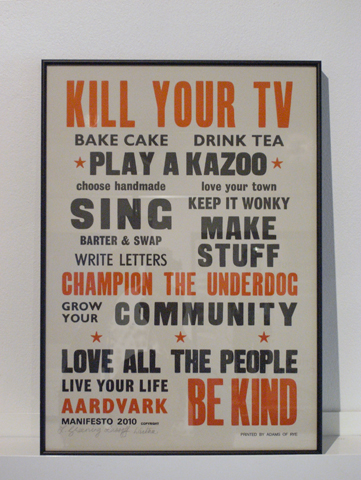 KILL YOUR TV
BAKE CAKE DRINK TEA
PLAY A KAZOO
choose handmade
SING
BARTER & SWAP
WRITE LETTERS
love your town
KEEP IT WONKY
MAKE
STUFF
CHAMPION THE UNDERDOG
GROW
YOUR
COMMUNITY
LOVE ALL THE PEOPLE
LIVE YOUR LIFE
AARDVARK
MANIFESTO 2010 COPYRIGHT
BE KIND
PRINTED BY ADAMS OF RYE